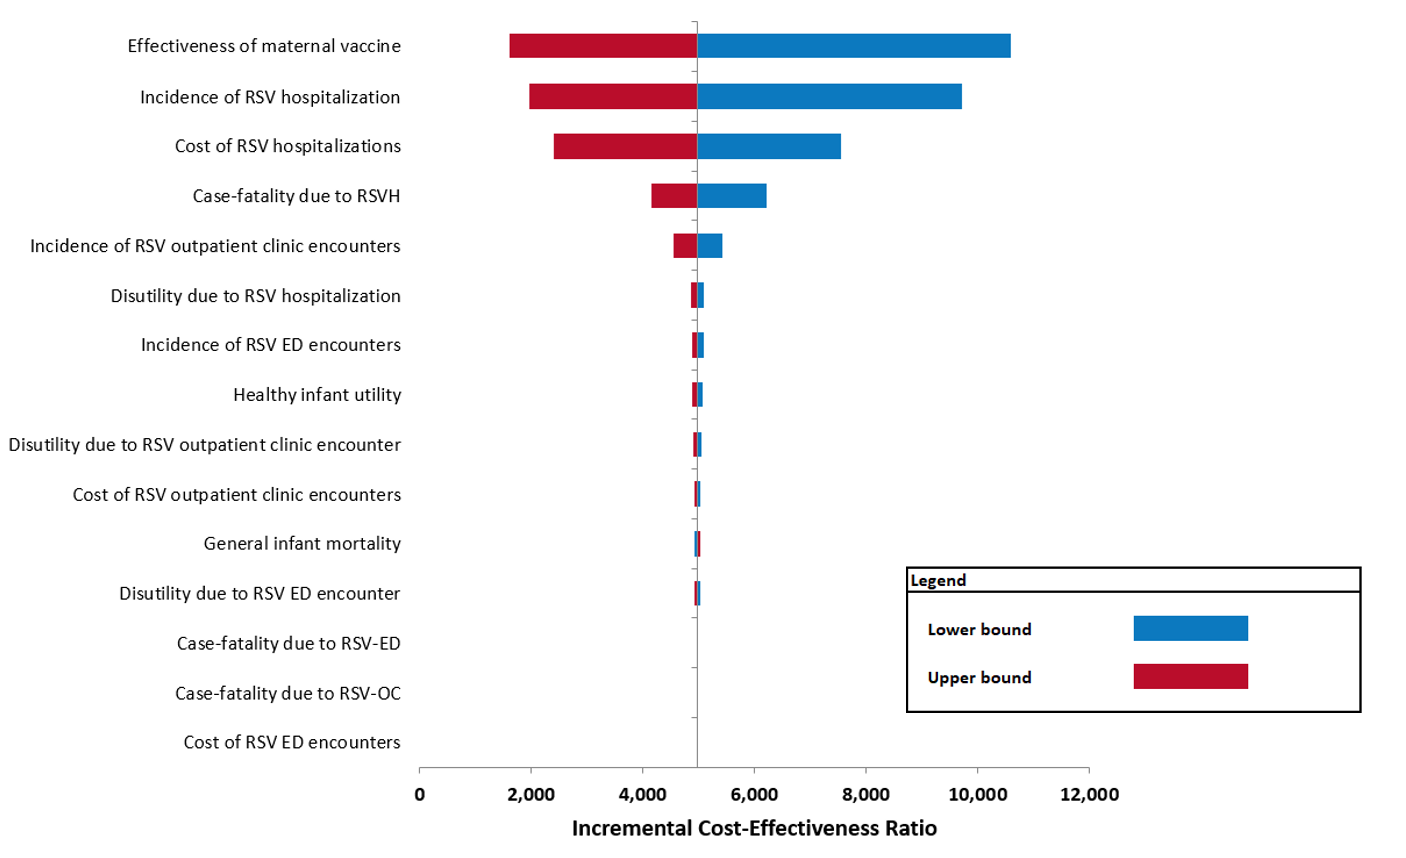 Effectiveness of maternal vaccine
Incidence of RSV hospitalization
Cost of RSV hospitalizations
Case-fatality due to RSVH
Incidence of RSV outpatient clinic encounters
Disutility due to RSV hospitalization
Incidence of RSV ED encounters
Healthy infant utility
Disutility due to RSV outpatient clinic encounter
Cost of RSV outpatient clinic encounters
General infant mortality
Disutility due to RSV ED encounter
Case-fatality due to RSV-ED
Case-fatality due to RSV-OC
Cost of RSV ED encounters
Legend
Lower bound
Upper bound
0 2,000 4,000 6,000 8,000 10,000 12,000
Incremental Cost-Effectiveness Ratio